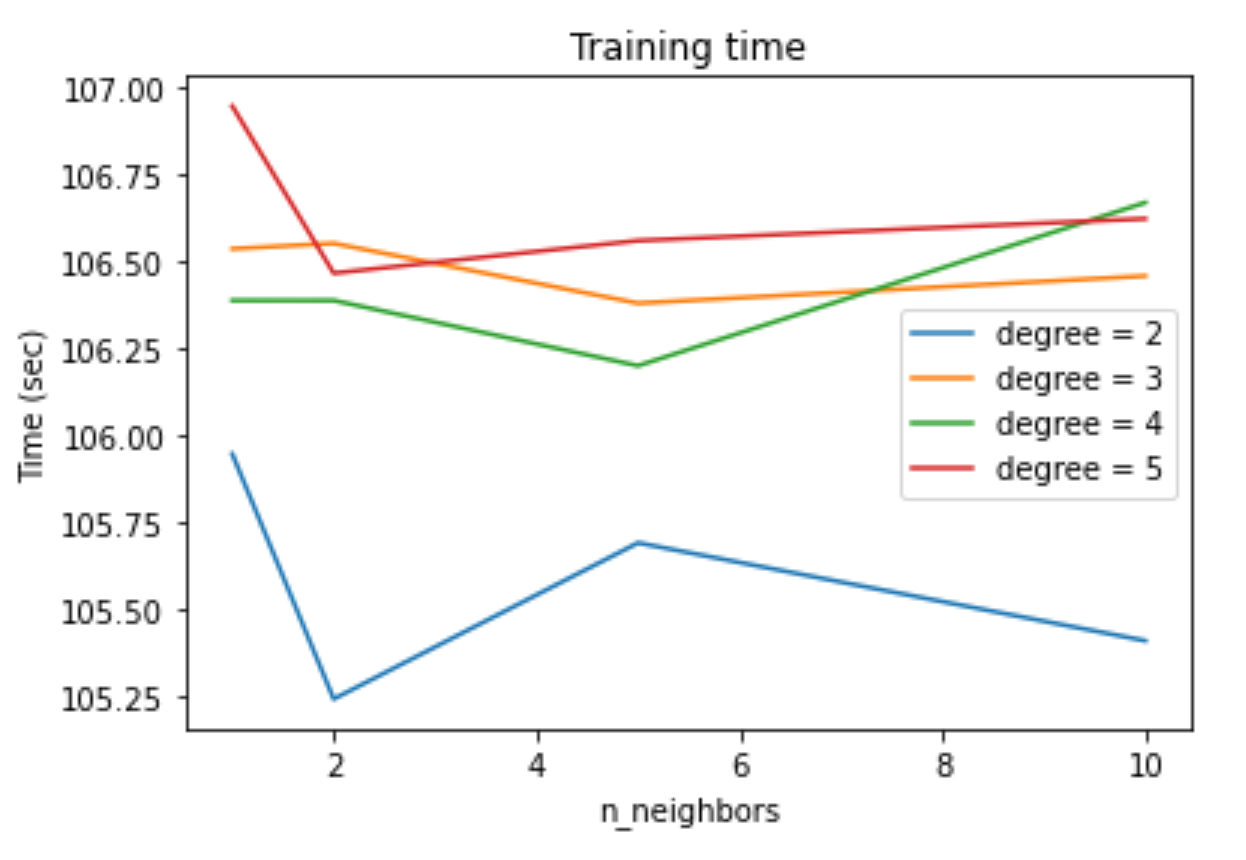 Training time
107.00
106.75
106.50
106.25
106.00
105.75
105.50
105.25
Time (sec)
degree = 2
degree = 3
degree = 4
degree = 5
2 4 6 8 10
n_neighbors